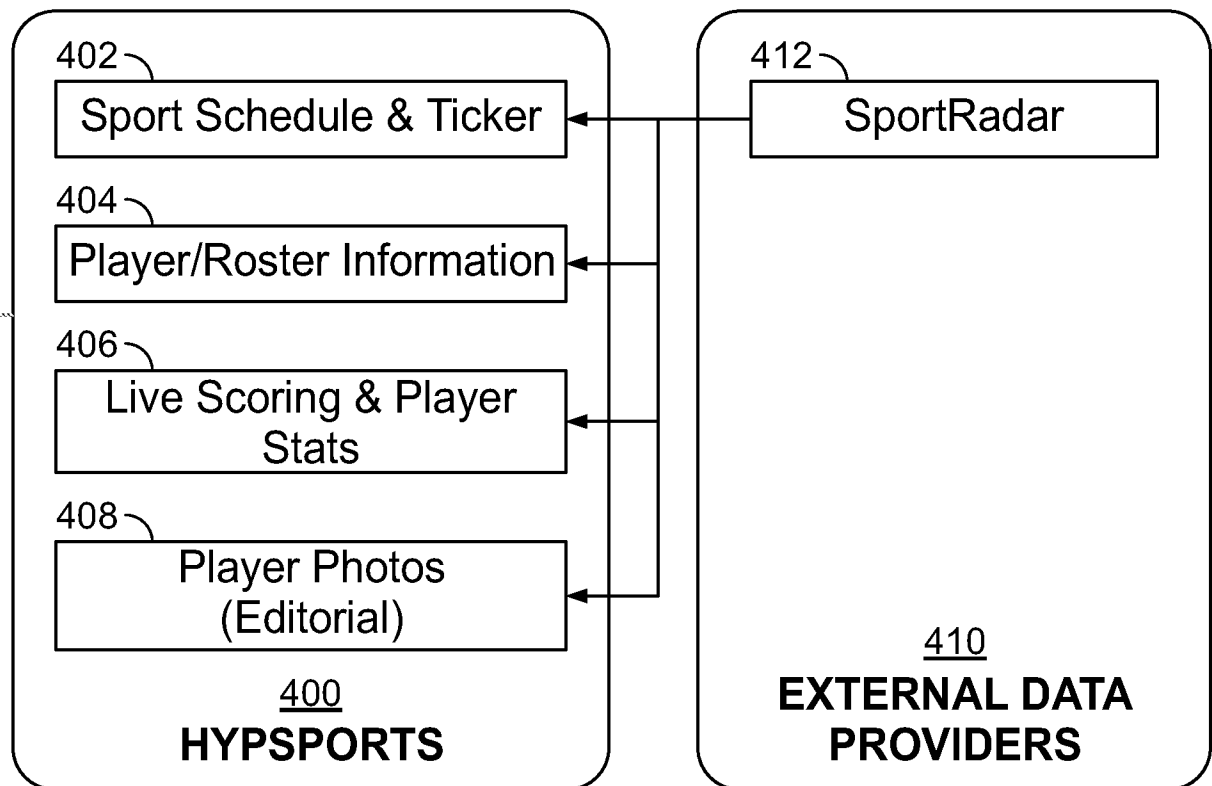 402
Sport Schedule & Ticker
404
Player/Roster Information
406
Live Scoring & Player
Stats
408
Player Photos
(Editorial)
400
HYPSPORTS
412
SportRadar
410
EXTERNAL DATA
PROVIDERS